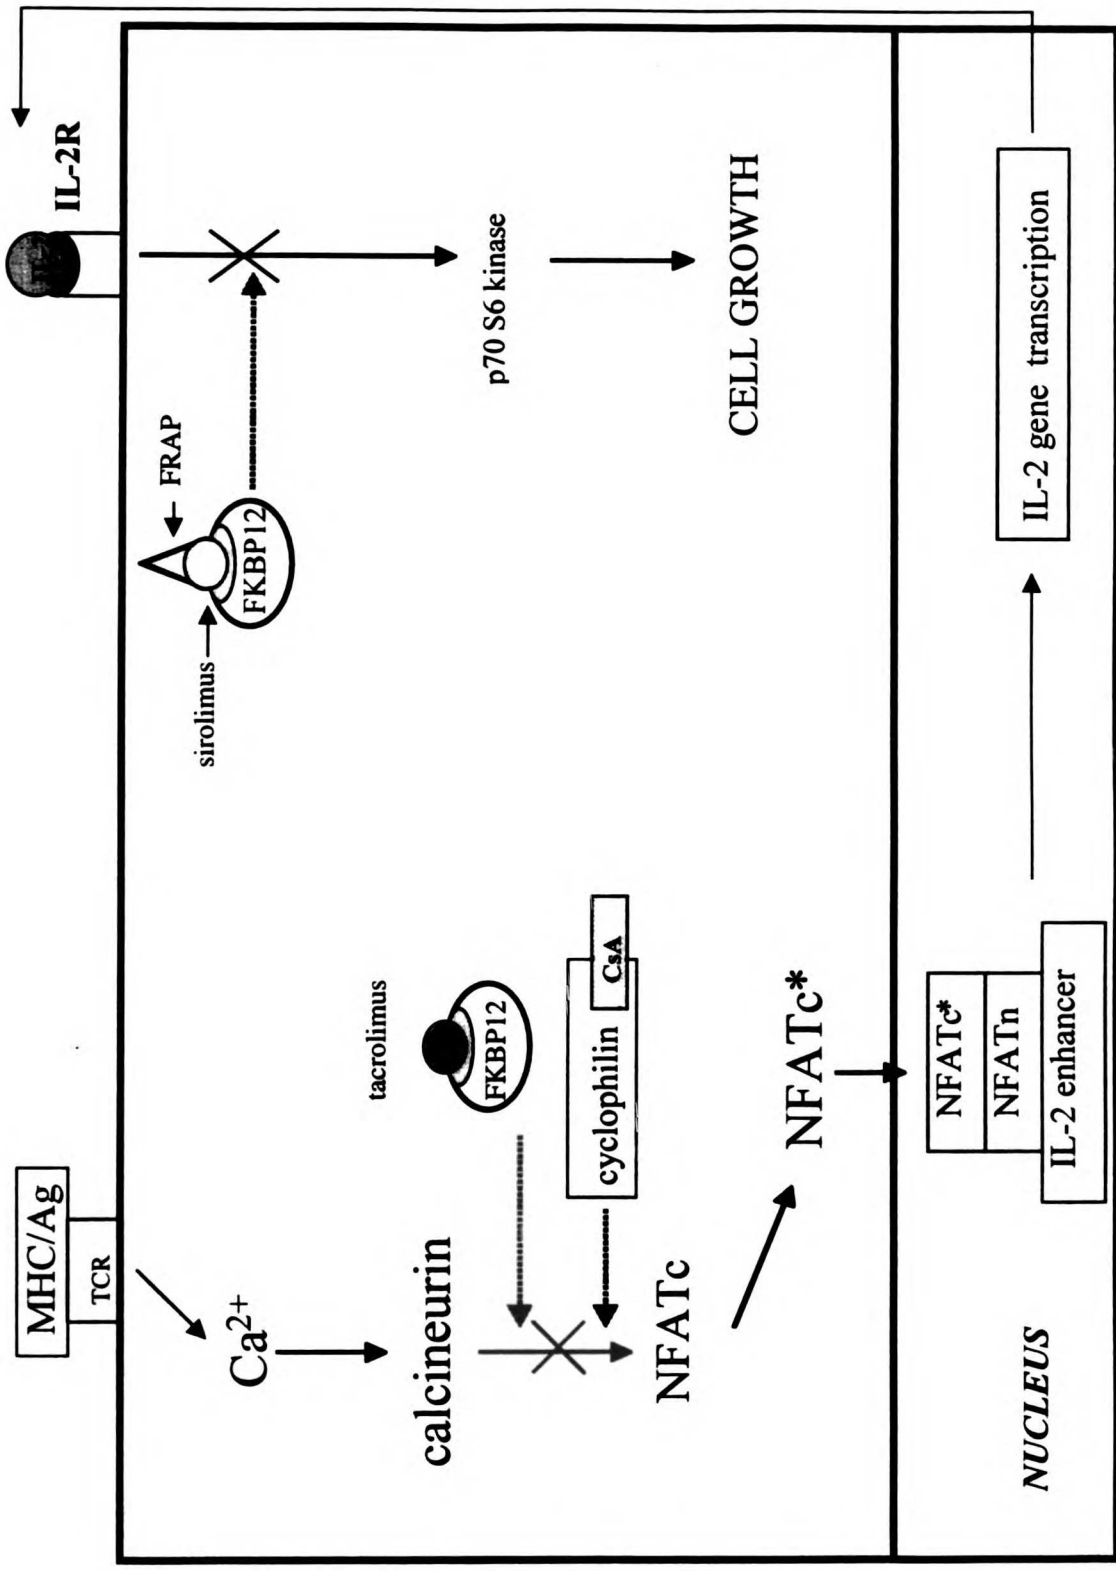 MHC/Ag
TCR
Ca²⁺
calcineurin
NFATc
NFATc*
tacrolimus
FKBP12
cyclophilin
CsA
sirolimus
FRAP
FKBP12
IL-2R
p70 S6 kinase
CELL GROWTH
NFATc*
NFATn
IL-2 enhancer
IL-2 gene transcription
NUCLEUS